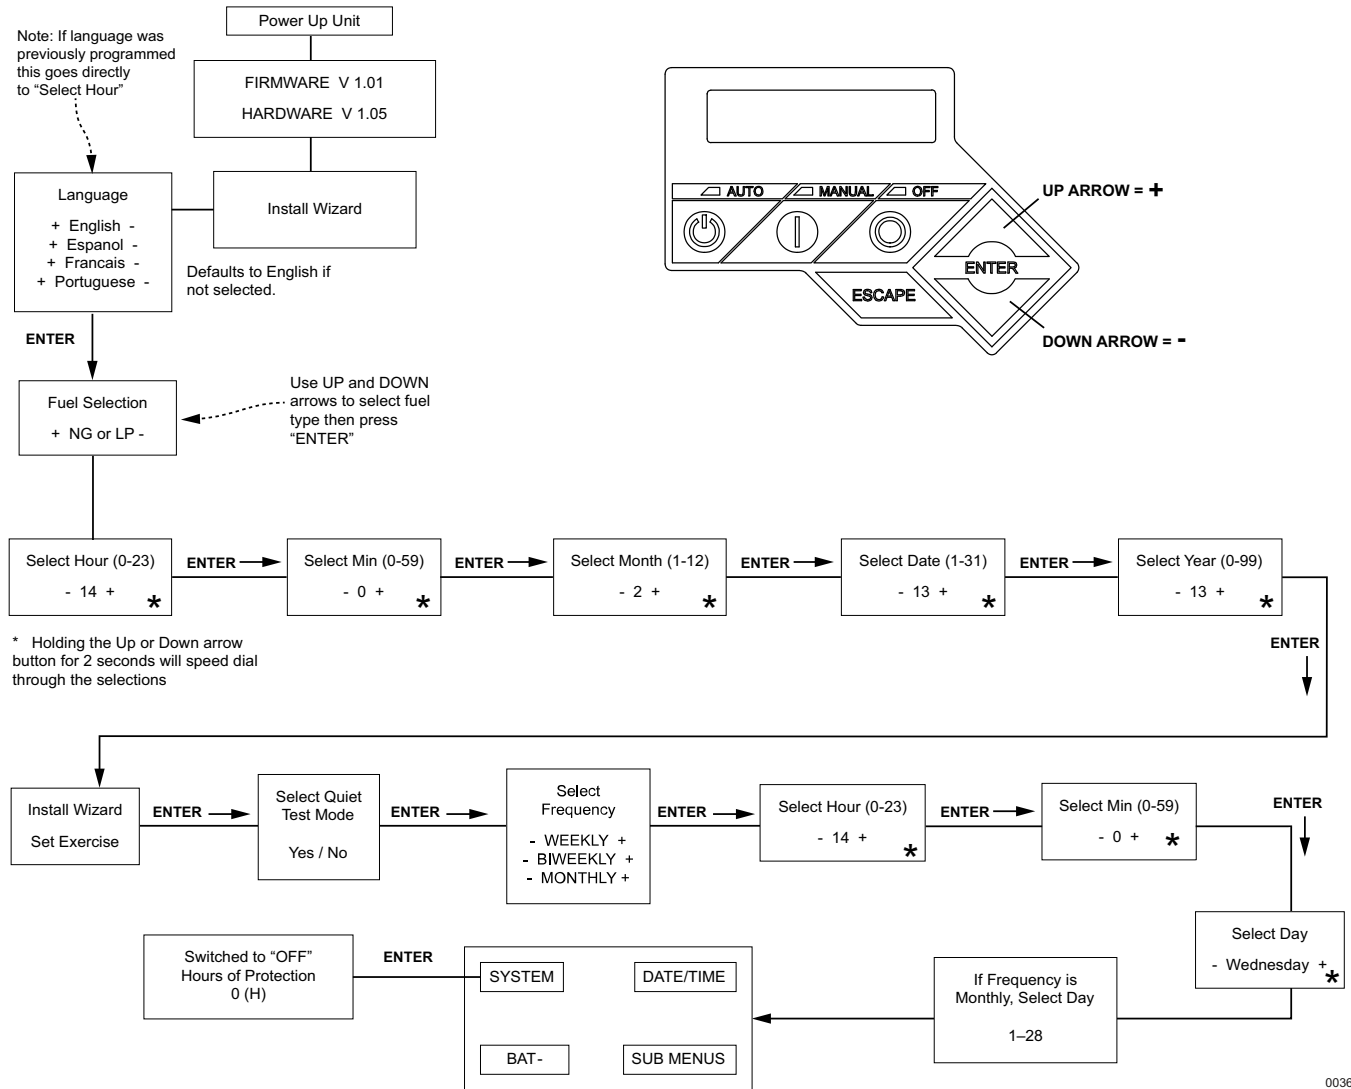 Power Up Unit
Note: If language was
previously programmed
this goes directly
to “Select Hour”
FIRMWARE V 1.01
HARDWARE V 1.05
Language
+ English -
+ Espanol -
+ Francais -
+ Portuguese -
Install Wizard
Defaults to English if
not selected.
AUTO
MANUAL
OFF
ENTER
ESCAPE
UP ARROW = +
DOWN ARROW = -
ENTER
Fuel Selection
+ NG or LP -
Use UP and DOWN
arrows to select fuel
type then press
“ENTER”
Select Hour (0-23)
- 14 + *
ENTER
Select Min (0-59)
- 0 + *
ENTER
Select Month (1-12)
- 2 + *
ENTER
Select Date (1-31)
- 13 + *
ENTER
Select Year (0-99)
- 13 + *
* Holding the Up or Down arrow
button for 2 seconds will speed dial
through the selections
ENTER
Install Wizard
Set Exercise
ENTER
Select Quiet
Test Mode
Yes / No
ENTER
Select
Frequency
- WEEKLY +
- BIWEEKLY +
- MONTHLY +
ENTER
Select Hour (0-23)
- 14 + *
ENTER
Select Min (0-59)
- 0 + *
ENTER
Select Day
- Wednesday + *
If Frequency is
Monthly, Select Day
1–28
SYSTEM
DATE/TIME
BAT-
SUB MENUS
ENTER
Switched to “OFF”
Hours of Protection
0 (H)
0036